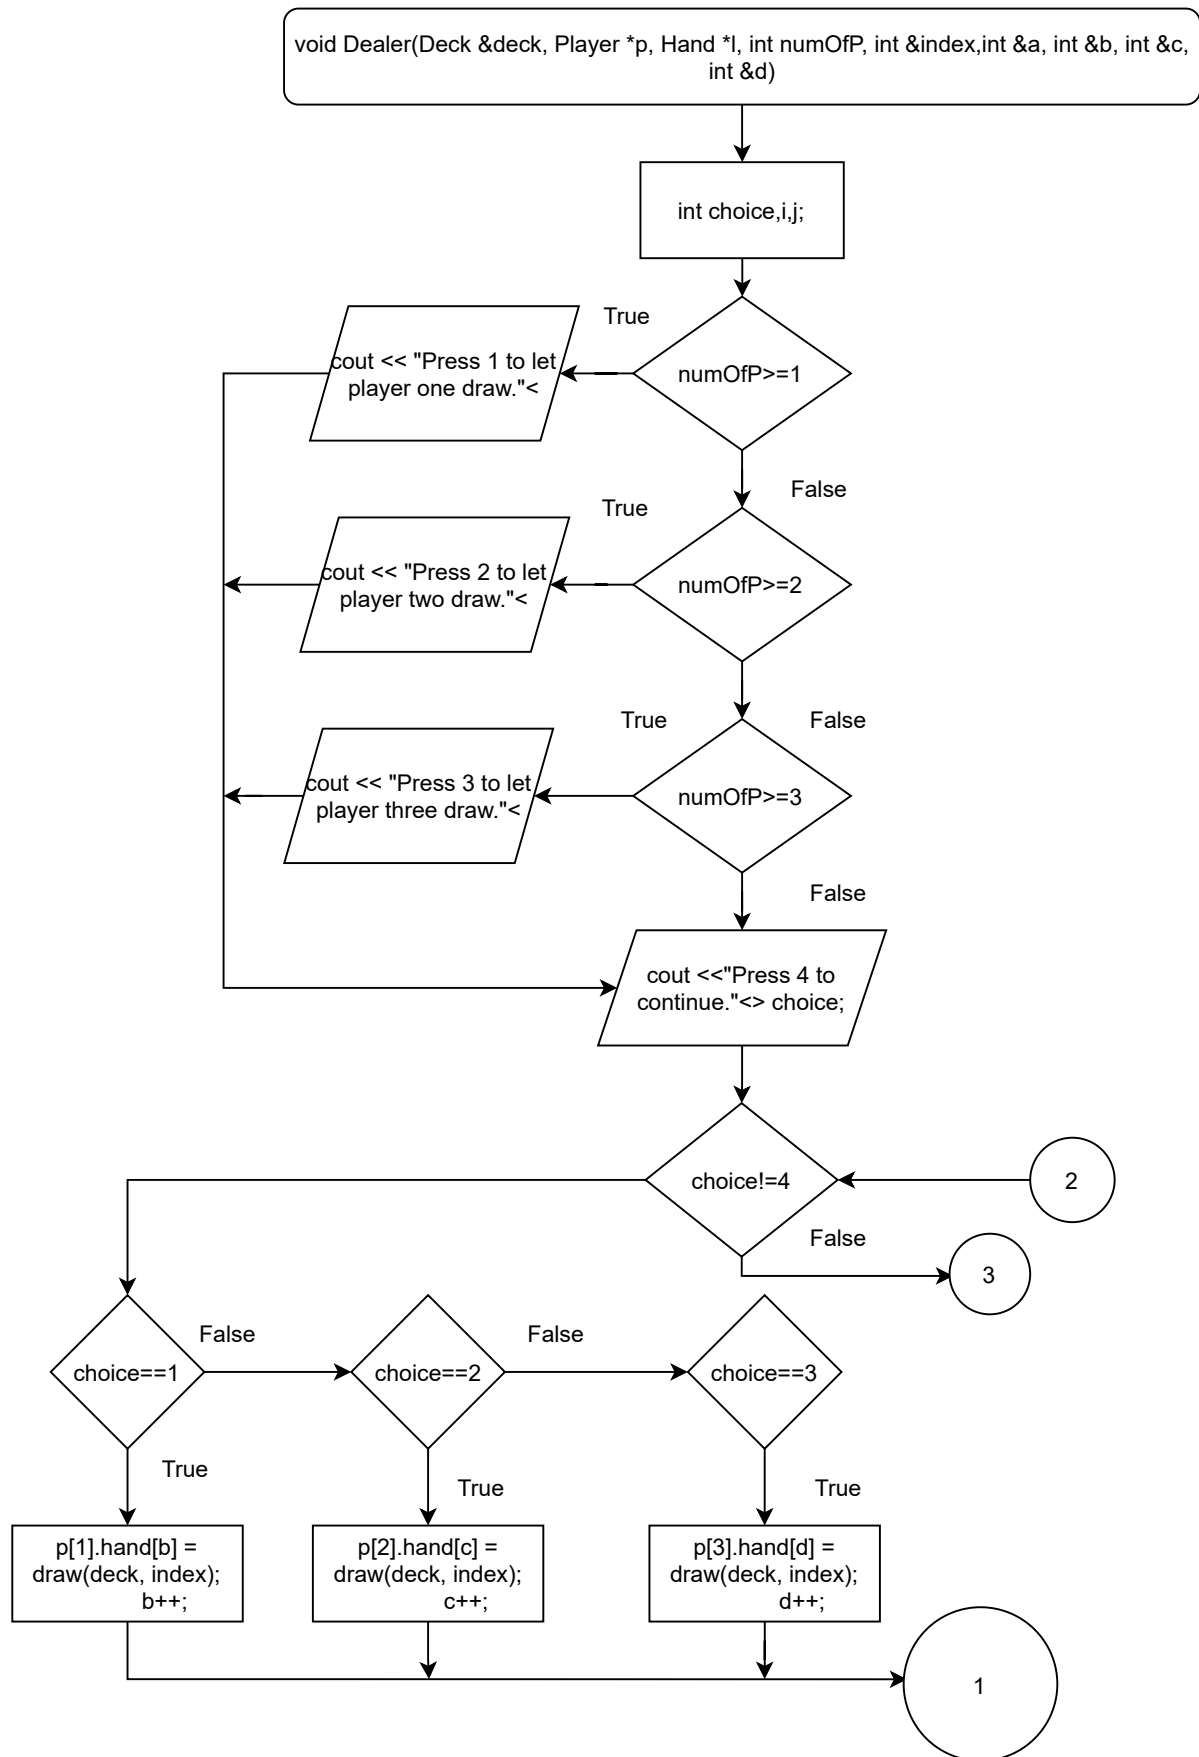 void Dealer(Deck &deck, Player *p, Hand *l, int numOfP, int &index,int &a, int &b, int &c,
int &d)
int choice,i,j;
True
cout << "Press 1 to let
player one draw."<
numOfP>=1
False
True
cout << "Press 2 to let
player two draw."<
numOfP>=2
True
False
cout << "Press 3 to let
player three draw."<
numOfP>=3
False
cout <<"Press 4 to
continue."<> choice;
choice!=4
2
False
3
False
False
choice==1
choice==2
choice==3
True
True
True
p[1].hand[b] =
draw(deck, index);
b++;
p[2].hand[c] =
draw(deck, index);
c++;
p[3].hand[d] =
draw(deck, index);
d++;
1